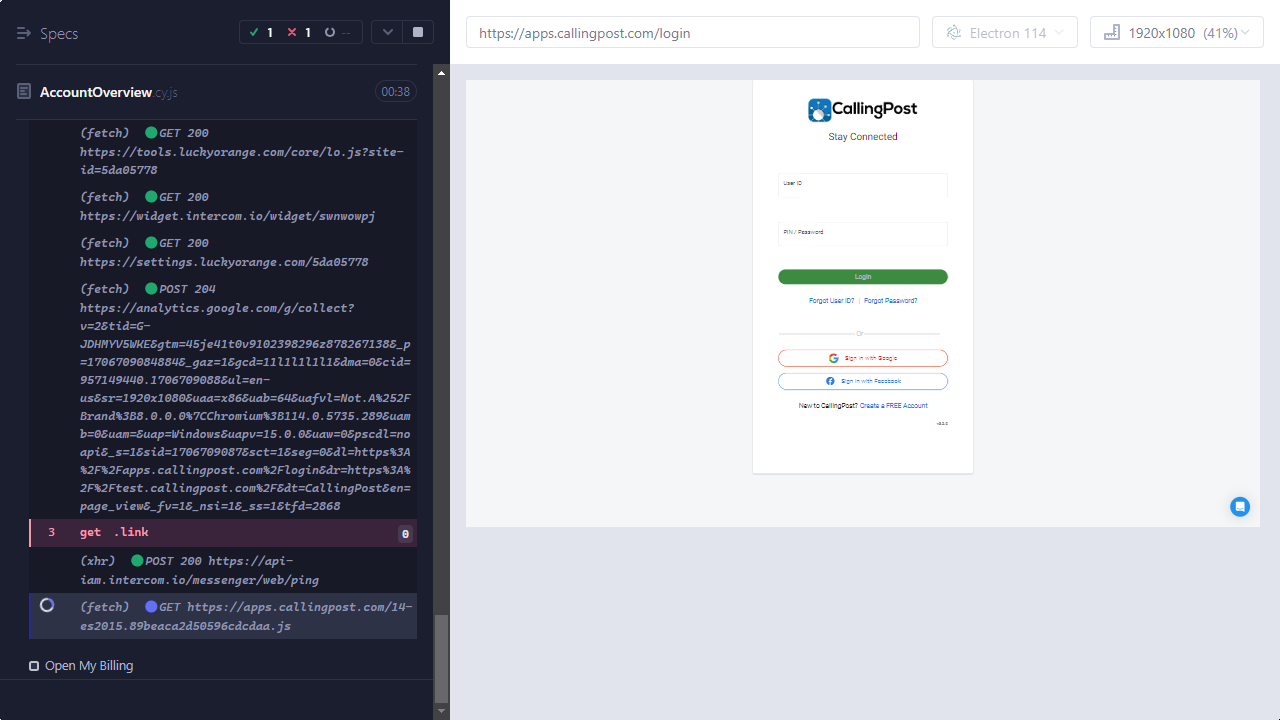 Specs
1
1
--
https://apps.callingpost.com/login
Electron 114
1920x1080 (41%)
AccountOverview.cy.js
00:38
(fetch) GET 200
https://tools.luckyorange.com/core/lo.js?site-
id=5da05778
(fetch) GET 200
https://widget.intercom.io/widget/swnwowpj
(fetch) GET 200
https://settings.luckyorange.com/5da05778
(fetch) POST 204
https://analytics.google.com/g/collect?
v=2&tid=G-
JDHMYV5WKE&gtm=45je41t0v9102398296z878267138&_p
=1706709084884&_gaz=1&gcd=11l1l1l1l1&dma=0&cid=
957149440.1706709088&ul=en-
us&sr=1920x1080&uaa=x86&uab=64&uafvl=Not.A%252F
Brand%3B8.0.0.0%7CChromium%3B114.0.5735.289&uam
b=0&uam=&uap=Windows&uapv=15.0.0&uaw=0&pscdl=no
api&_s=1&sid=1706709087&sct=1&seg=0&dl=https%3A
%2F%2Fapps.callingpost.com%2Flogin&dr=https%3A%
2F%2Ftest.callingpost.com%2F&dt=CallingPost&en=
page_view&_fv=1&_nsi=1&_ss=1&tfd=2868
3 get .link 0
(xhr) POST 200 https://api-
iam.intercom.io/messenger/web/ping
(fetch) GET https://apps.callingpost.com/14-
es2015.89beaca2d50596cdcdaa.js
Open My Billing
CallingPost
Stay Connected
User ID
PIN / Password
Login
Forgot User ID? | Forgot Password?
Or
Sign in with Google
Sign in with Facebook
New to CallingPost? Create a FREE Account